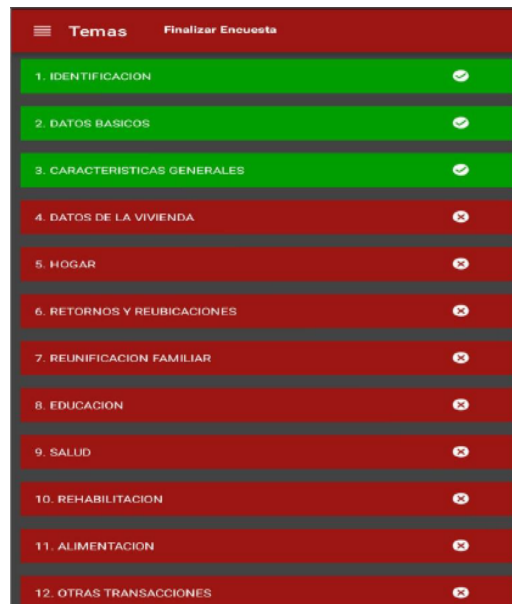 Temas Finalizar Encuesta
1. IDENTIFICACION
2. DATOS BASICOS
3. CARACTERISTICAS GENERALES
4. DATOS DE LA VIVIENDA
5. HOGAR
6. RETORNOS Y REUBICACIONES
7. REUNIFICACION FAMILIAR
8. EDUCACION
9. SALUD
10. REHABILITACION
11. ALIMENTACION
12. OTRAS TRANSACCIONES